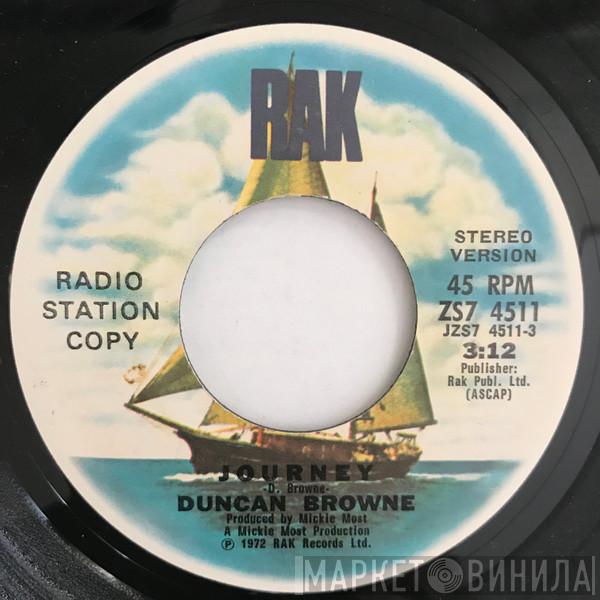 RAK
RADIO
STATION
COPY
STEREO
VERSION
45 RPM
ZS7 4511
JZS7 4511-3
3:12
Publisher:
Rak Publ. Ltd.
(ASCAP)
JOURNEY
-D. Browne-
DUNCAN BROWNE
Produced by Mickie Most
A Mickie Most Production
℗ 1972 RAK Records Ltd.
МАРКЕТ ВИНИЛА